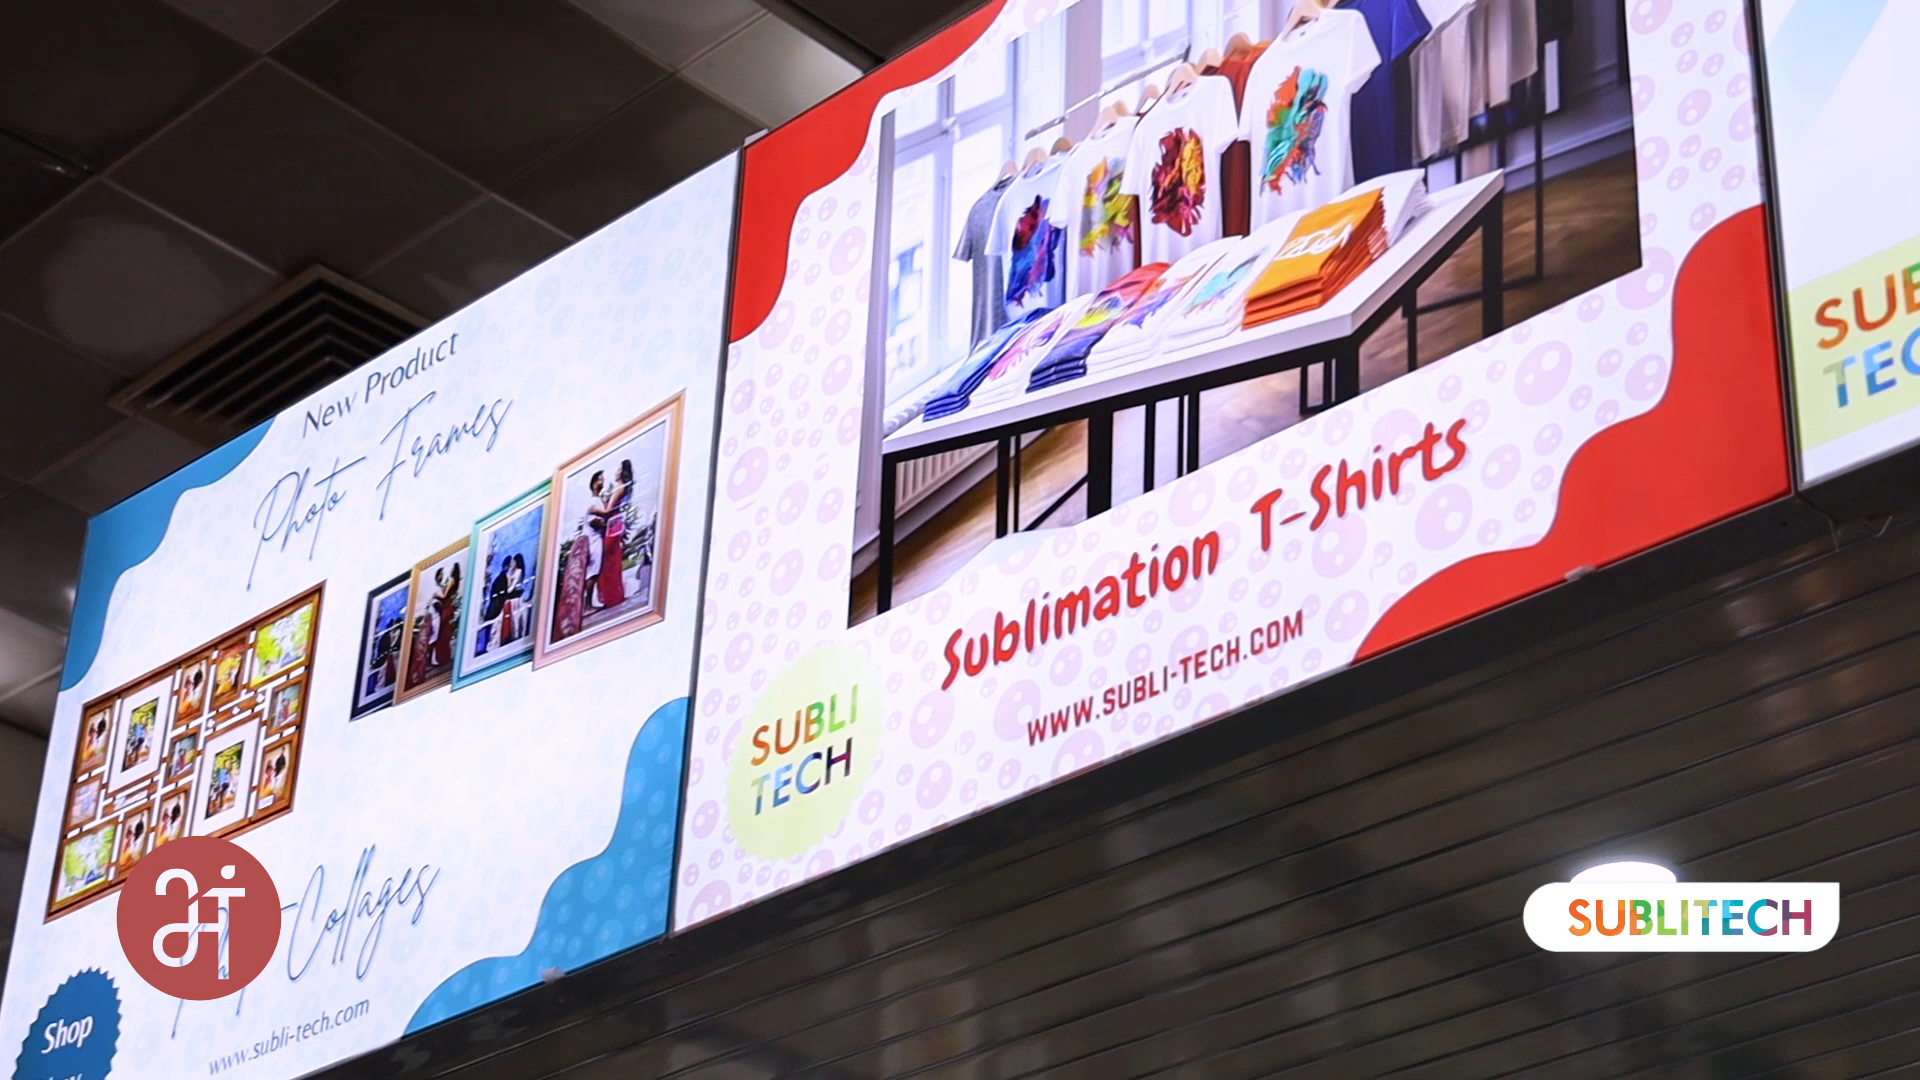 New Product
Photo Frames
Collages
www.subli-tech.com
Shop
Sublimation T-Shirts
WWW.SUBLI-TECH.COM
SUBLI
TECH
SUB
TEC
SUBLITECH